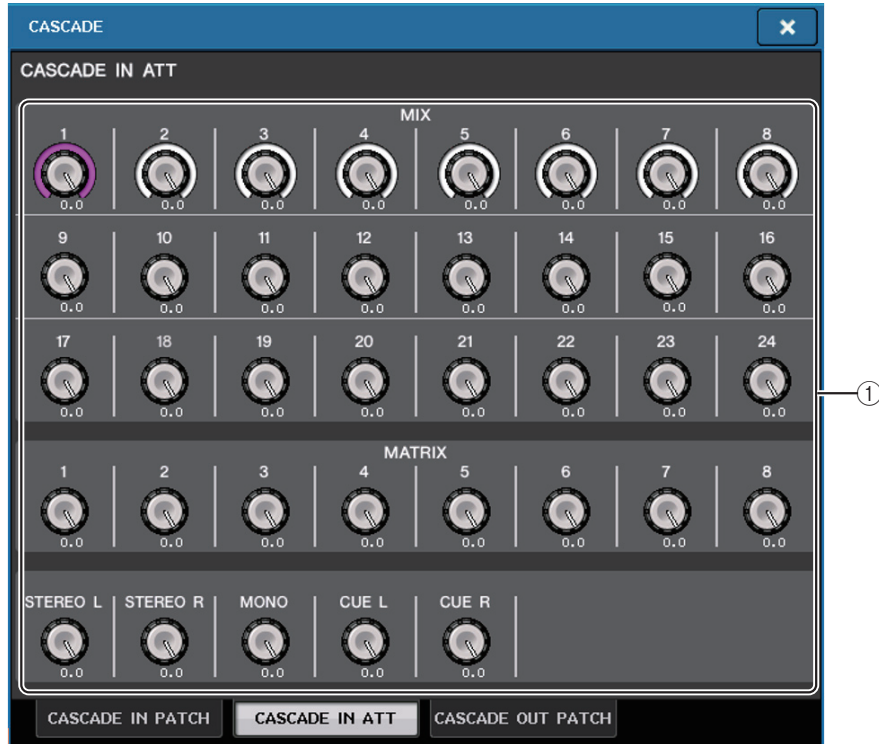 CASCADE
CASCADE IN ATT
MIX
1 2 3 4 5 6 7 8
0.0 0.0 0.0 0.0 0.0 0.0 0.0 0.0
9 10 11 12 13 14 15 16
0.0 0.0 0.0 0.0 0.0 0.0 0.0 0.0
17 18 19 20 21 22 23 24
0.0 0.0 0.0 0.0 0.0 0.0 0.0 0.0
①
MATRIX
1 2 3 4 5 6 7 8
0.0 0.0 0.0 0.0 0.0 0.0 0.0 0.0
STEREO L STEREO R MONO CUE L CUE R
0.0 0.0 0.0 0.0 0.0
CASCADE IN PATCH CASCADE IN ATT CASCADE OUT PATCH